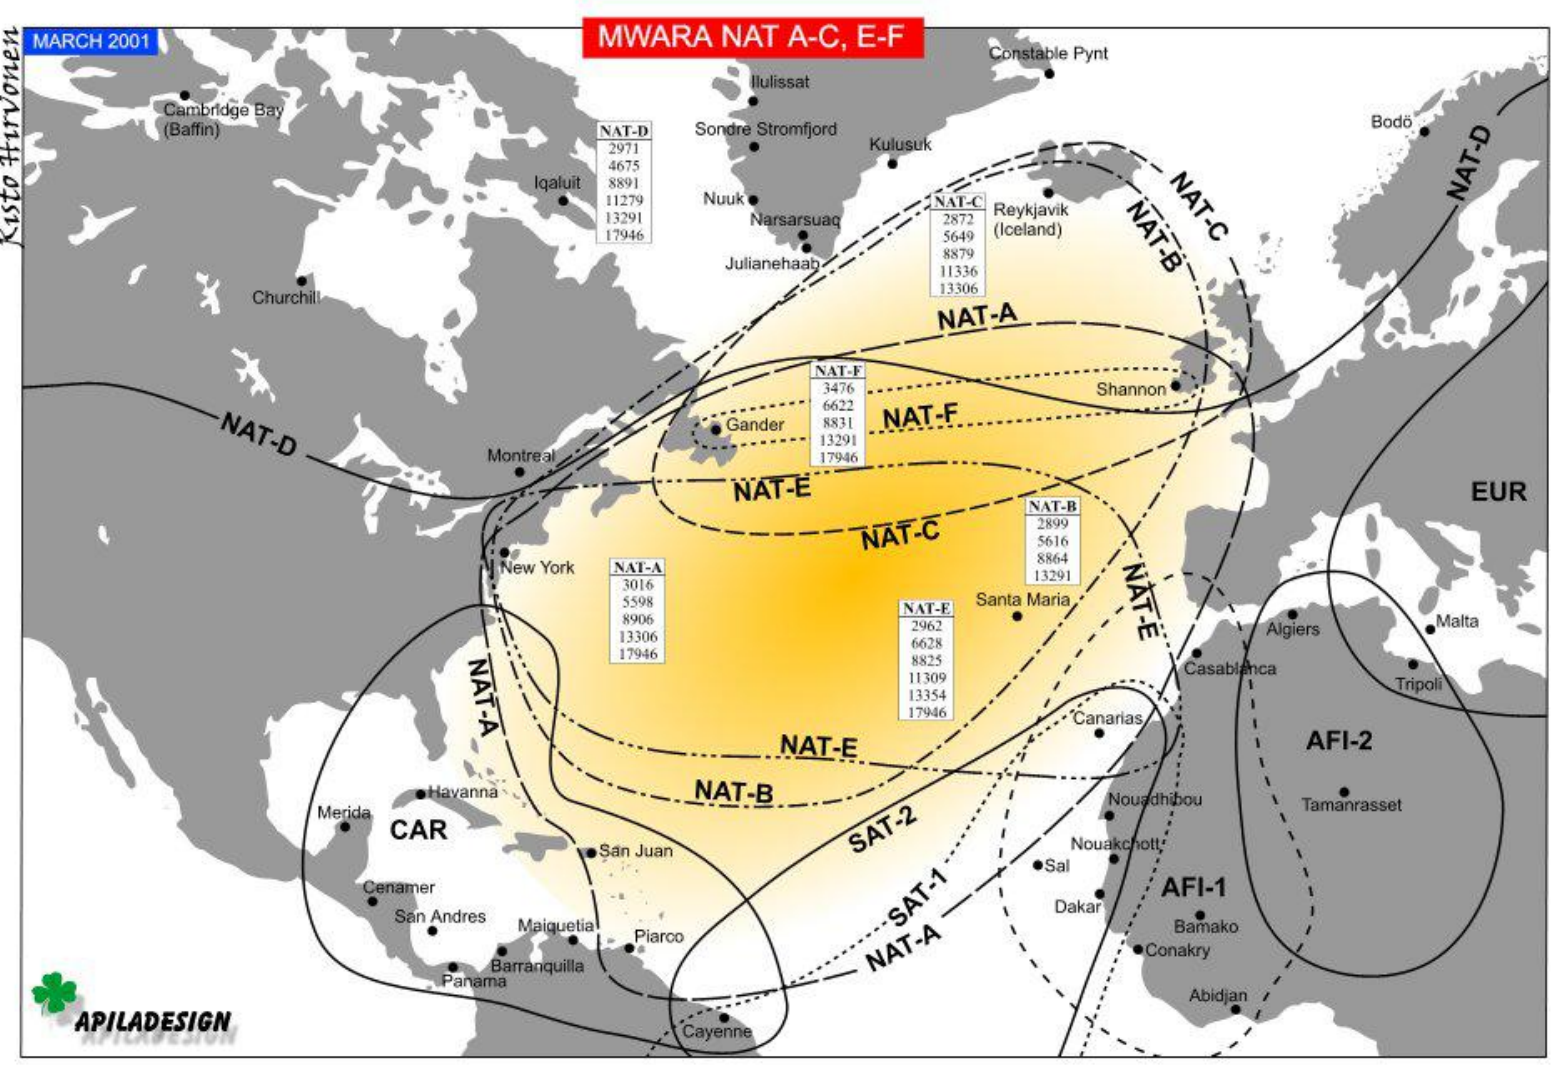 MWARA NAT A-C, E-F
MARCH 2001
Risto Hirvonen
Constable Pynt
Ilulissat
Cambridge Bay
(Baffin)
Bodö
NAT-D
2971
4675
8891
11279
13291
17946
Sondre Stromfjord
Kulusuk
NAT-D
Iqaluit
Nuuk
NAT-C
2872
5649
8879
11336
13306
Reykjavik
(Iceland)
NAT-C
NAT-B
Narsarsuaq
Julianehaab
Churchill
NAT-A
NAT-F
3476
6622
8831
13291
17946
Shannon
NAT-F
Gander
NAT-D
Montreal
NAT-E
EUR
NAT-C
NAT-B
2899
5616
8864
13291
New York
NAT-A
3016
5598
8906
13306
17946
Santa Maria
NAT-E
NAT-E
2962
6628
8825
11309
13354
17946
Algiers
Malta
Casablanca
Tripoli
NAT-A
Canarias
NAT-E
AFI-2
NAT-B
Havanna
Nouadhibou
Tamanrasset
Merida
CAR
SAT-2
San Juan
Nouakchott
Sal
Cenamer
SAT-1
AFI-1
San Andres
Dakar
Bamako
Maiquetia
Piarco
NAT-A
Conakry
Barranquilla
Panama
Abidjan
APILADESIGN
Cayenne